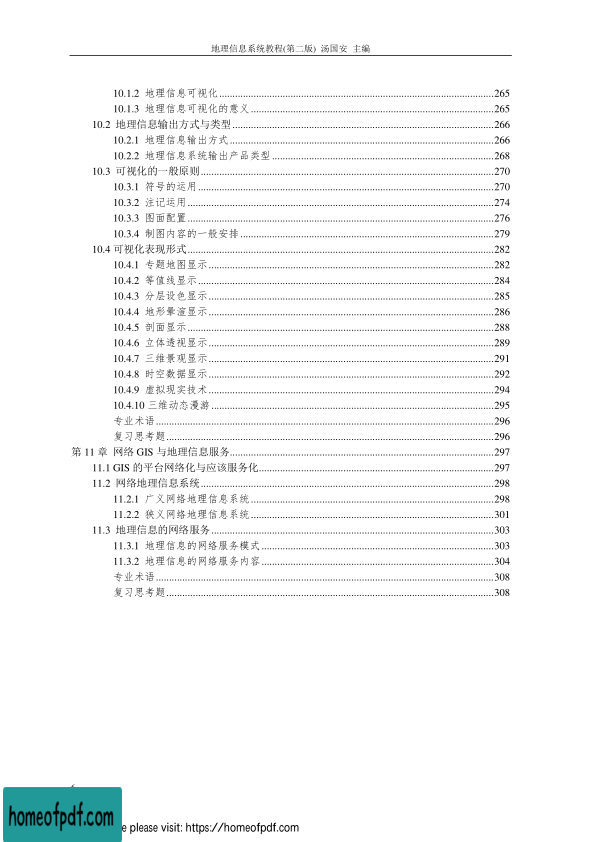 地理信息系统教程(第二版) 汤国安 主编
10.1.2 地理信息可视化 265
10.1.3 地理信息可视化的意义 265
10.2 地理信息输出方式与类型 266
10.2.1 地理信息输出方式 266
10.2.2 地理信息系统输出产品类型 268
10.3 可视化的一般原则 270
10.3.1 符号的运用 270
10.3.2 注记运用 274
10.3.3 图面配置 276
10.3.4 制图内容的一般安排 279
10.4可视化表现形式 282
10.4.1 专题地图显示 282
10.4.2 等值线显示 284
10.4.3 分层设色显示 285
10.4.4 地形晕渲显示 286
10.4.5 剖面显示 288
10.4.6 立体透视显示 289
10.4.7 三维景观显示 291
10.4.8 时空数据显示 292
10.4.9 虚拟现实技术 294
10.4.10 三维动态漫游 295
专业术语 296
复习思考题 296
第 11 章 网络 GIS 与地理信息服务 297
11.1 GIS 的平台网络化与应该服务化 297
11.2 网络地理信息系统 298
11.2.1 广义网络地理信息系统 298
11.2.2 狭义网络地理信息系统 301
11.3 地理信息的网络服务 303
11.3.1 地理信息的网络服务模式 303
11.3.2 地理信息的网络服务内容 304
专业术语 308
复习思考题 308
homeofpdf.com
please visit: https://homeofpdf.com